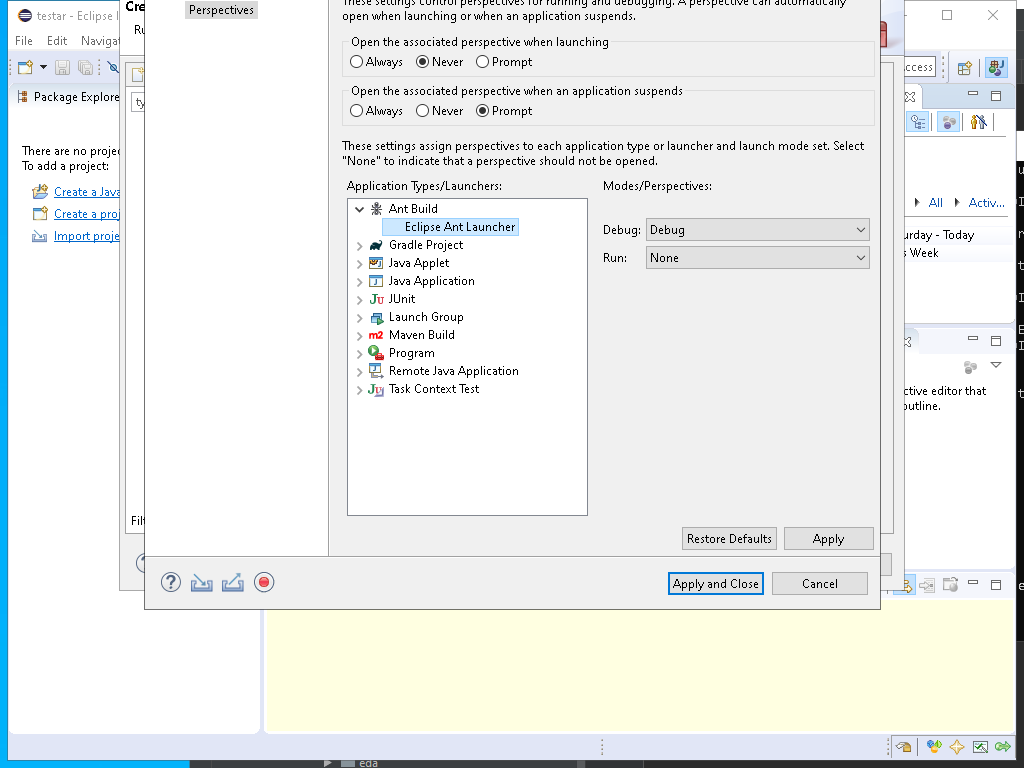 testar - Eclipse I
File Edit Navigat
Package Explore
There are no projec
To add a project:
Create a Java
Create a proj
Import proje
Cre
Ru
ty
Filt
Perspectives
These settings control perspectives for running and debugging. A perspective can automatically
open when launching or when an application suspends.
Open the associated perspective when launching
Always Never Prompt
Open the associated perspective when an application suspends
Always Never Prompt
These settings assign perspectives to each application type or launcher and launch mode set. Select
"None" to indicate that a perspective should not be opened.
Application Types/Launchers:
Ant Build
Eclipse Ant Launcher
Gradle Project
Java Applet
Java Application
JUnit
Launch Group
Maven Build
Program
Remote Java Application
Task Context Test
Modes/Perspectives:
Debug: Debug
Run: None
Restore Defaults Apply
Apply and Close Cancel
ccess
All Activ...
urday - Today
s Week
ctive editor that
outline.
eda